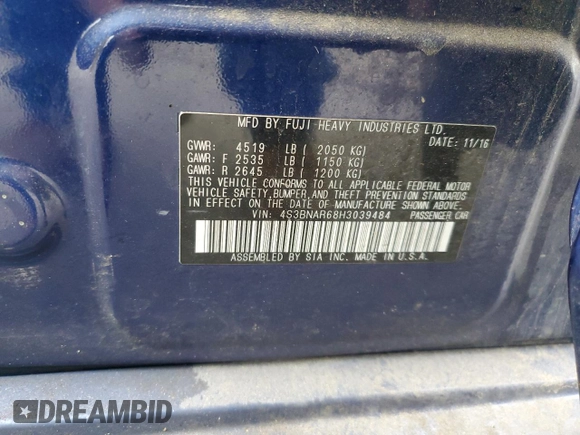 MFD BY FUJI HEAVY INDUSTRIES LTD.
GVWR: 4519 LB ( 2050 KG) DATE: 11/16
GAWR: F 2535 LB ( 1150 KG)
GAWR: R 2645 LB ( 1200 KG)
THIS VEHICLE CONFORMS TO ALL APPLICABLE FEDERAL MOTOR
VEHICLE SAFETY, BUMPER, AND THEFT PREVENTION STANDARDS
IN EFFECT ON THE DATE OF MANUFACTURE SHOWN ABOVE.
VIN: 4S3BNAR68H3039484 PASSENGER CAR
ASSEMBLED BY SIA INC. MADE IN U.S.A.
DREAMBID